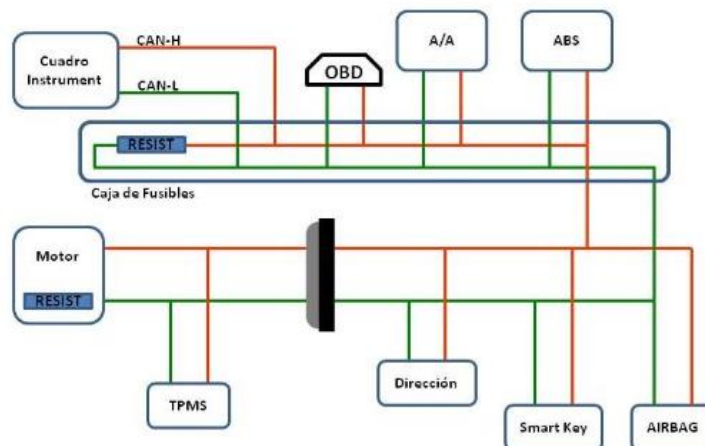 Cuadro
Instrument
CAN-H
CAN-L
OBD
A/A
ABS
RESIST
Caja de Fusibles
Motor
RESIST
TPMS
Dirección
Smart Key
AIRBAG